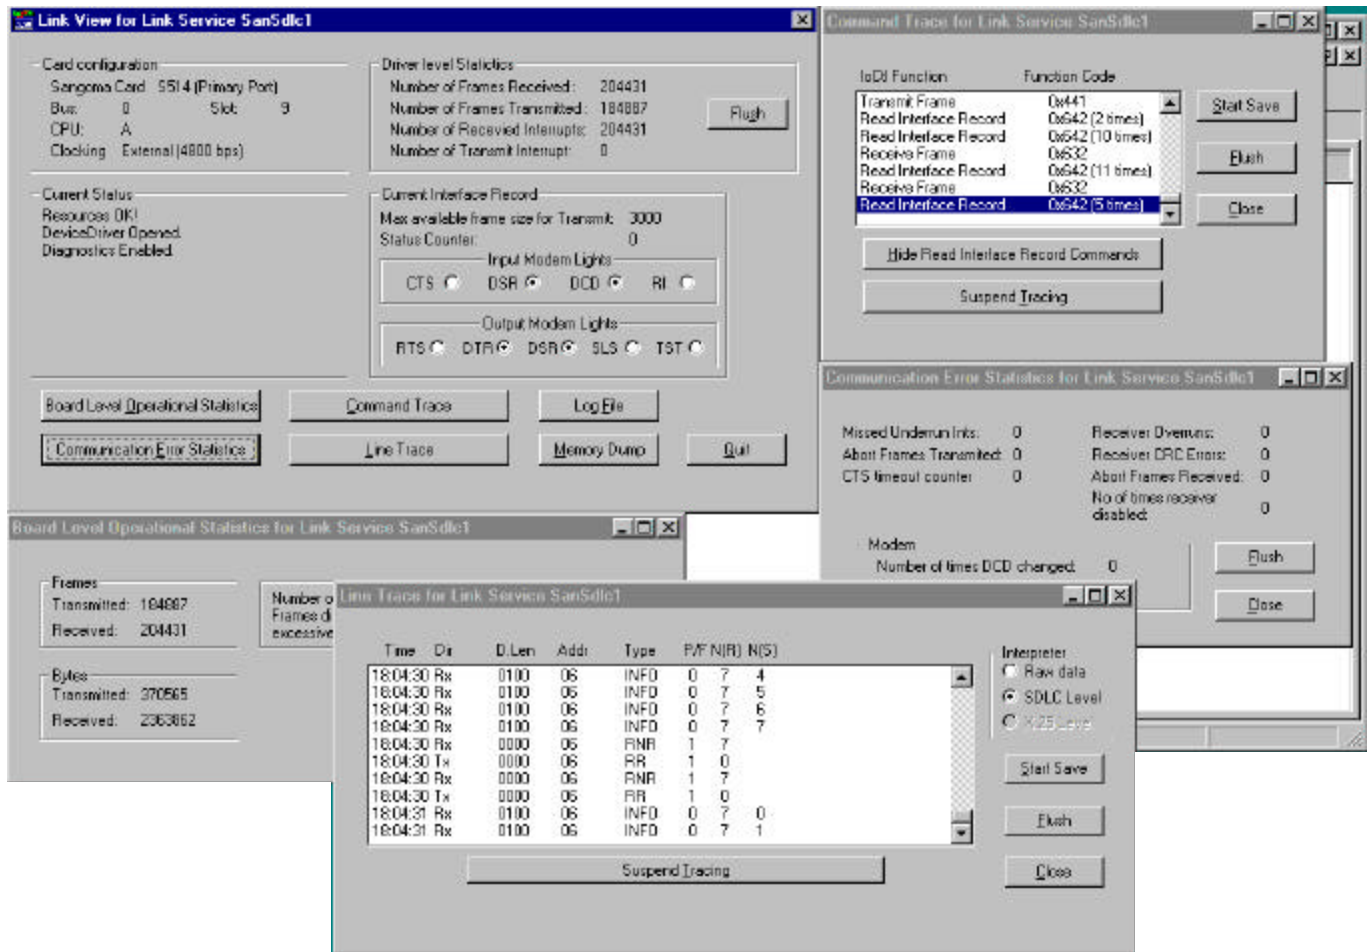 Link View for Link Service SanSdlc1
Card configuration
Sangoma Card S514 (Primary Port)
Bus: 0 Slot: 9
CPU: A
Clocking External (4800 bps)
Driver level Statistics
Number of Frames Received: 204431
Number of Frames Transmitted: 184887
Number of Recevied Interrupts: 204431
Number of Transmit Interrupt: 0
Flush
Current Status
Resources OK!
DeviceDriver Opened.
Diagnostics Enabled.
Current Interface Record
Max available frame size for Transmit: 3000
Status Counter: 0
Input Modem Lights
CTS DSR DCD RI
Output Modem Lights
RTS DTR DSR SLS TST
Board Level Operational Statistics
Command Trace
Log File
Communication Error Statistics
Line Trace
Memory Dump
Quit
Command Trace for Link Service SanSdlc1
IoCtl Function Function Code
Transmit Frame 0x441
Read Interface Record 0x642 (2 times)
Read Interface Record 0x642 (10 times)
Receive Frame 0x632
Read Interface Record 0x642 (11 times)
Receive Frame 0x632
Read Interface Record 0x642 (5 times)
Start Save
Flush
Close
Hide Read Interface Record Commands
Suspend Tracing
Communication Error Statistics for Link Service SanSdlc1
Missed Underrun Ints: 0
Abort Frames Transmited: 0
CTS timeout counter 0
Receiver Overruns: 0
Receiver CRC Errors: 0
Abort Frames Received: 0
No of times receiver
disabled: 0
Modem
Number of times DCD changed: 0
Flush
Close
Board Level Operational Statistics for Link Service SanSdlc1
Frames
Transmitted: 184887
Received: 204431
Bytes
Transmitted: 370565
Received: 2363862
Number o
Frames di
excessive
Line Trace for Link Service SanSdlc1
Time Dir D.Len Addr Type P/F N(R) N(S)
18:04:30 Rx 0100 06 INFO 0 7 4
18:04:30 Rx 0100 06 INFO 0 7 5
18:04:30 Rx 0100 06 INFO 0 7 6
18:04:30 Rx 0100 06 INFO 0 7 7
18:04:30 Rx 0000 06 RNR 1 7
18:04:30 Tx 0000 06 RR 1 0
18:04:30 Rx 0000 06 RNR 1 7
18:04:30 Tx 0000 06 RR 1 0
18:04:31 Rx 0100 06 INFO 0 7 0
18:04:31 Rx 0100 06 INFO 0 7 1
Suspend Tracing
Interpreter
Raw data
SDLC Level
X.25 Level
Start Save
Flush
Close